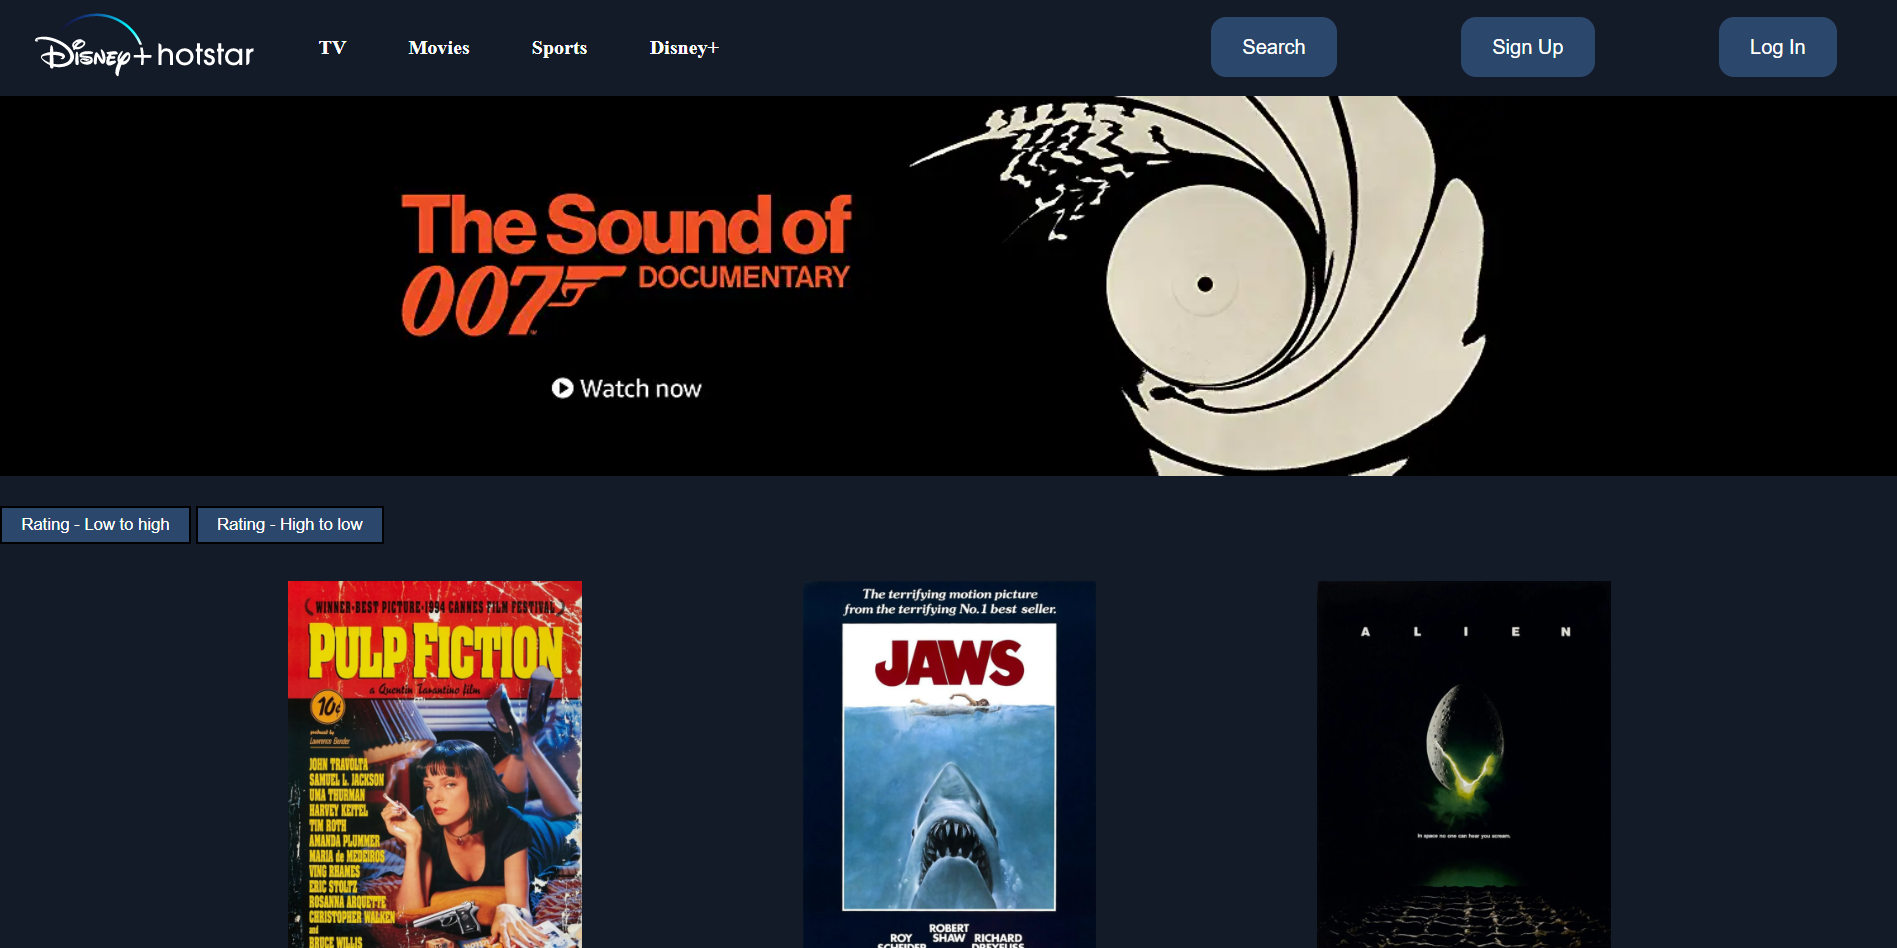 Disney+ hotstar
TV
Movies
Sports
Disney+
Search
Sign Up
Log In
The Sound of
007 DOCUMENTARY
Watch now
Rating - Low to high
Rating - High to low
WINNER-BEST PICTURE-1994 CANNES FILM FESTIVAL
PULP FICTION
a Quentin Tarantino film
10¢
produced by
Lawrence Bender
JOHN TRAVOLTA
SAMUEL L. JACKSON
UMA THURMAN
HARVEY KEITEL
TIM ROTH
AMANDA PLUMMER
MARIA de MEDEIROS
VING RHAMES
ERIC STOLTZ
ROSANNA ARQUETTE
CHRISTOPHER WALKEN
and
BRUCE WILLIS
The terrifying motion picture
from the terrifying No. 1 best seller.
JAWS
ROBERT
ROY SHAW RICHARD
SCHEIDER DREYFUSS
ALIEN
In space no one can hear you scream.